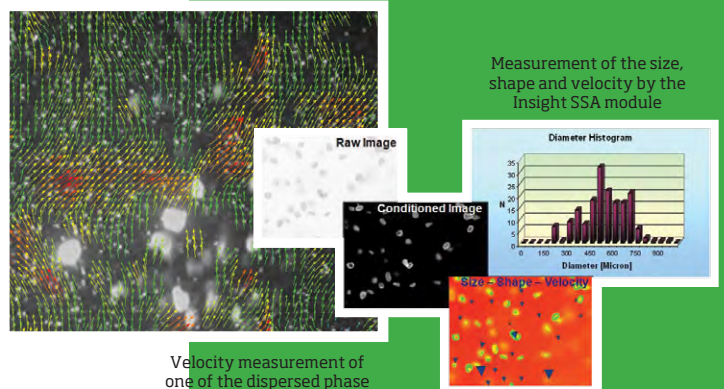 Measurement of the size,
shape and velocity by the
Insight SSA module
Raw Image
Conditioned Image
Size – Shape – Velocity
Diameter Histogram
35
30
25
20
15
10
5
0
N
0 150 300 450 600 750 900
Diameter [Micron]
Velocity measurement of
one of the dispersed phase